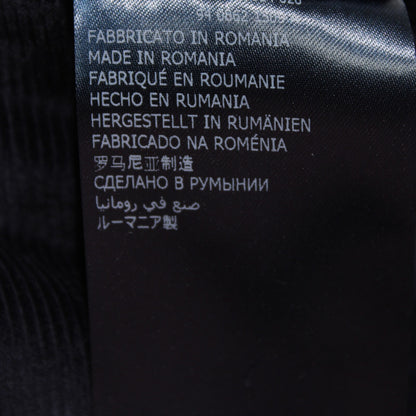 FABBRICATO IN ROMANIA
MADE IN ROMANIA
FABRIQUÉ EN ROUMANIE
HECHO EN RUMANIA
HERGESTELLT IN RUMÄNIEN
FABRICADO NA ROMÉNIA
罗马尼亚制造
СДЕЛАНО В РУМЫНИИ
صنع في رومانيا
ルーマニア製